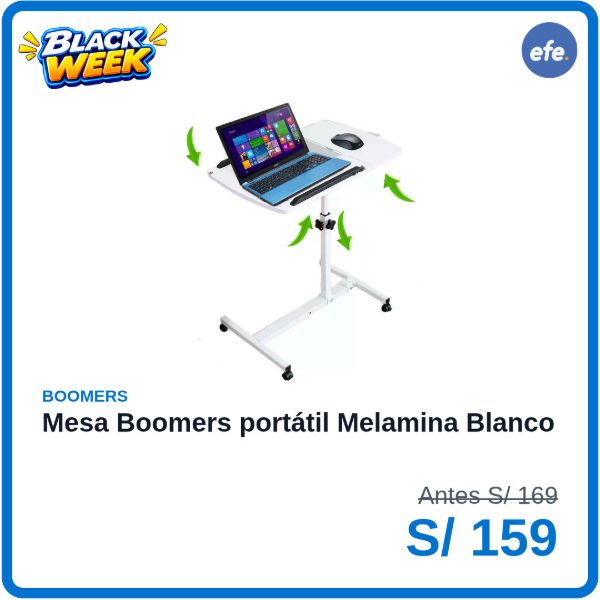 BLACK
WEEK
efe.
BOOMERS
Mesa Boomers portátil Melamina Blanco
Antes S/ 169
S/ 159